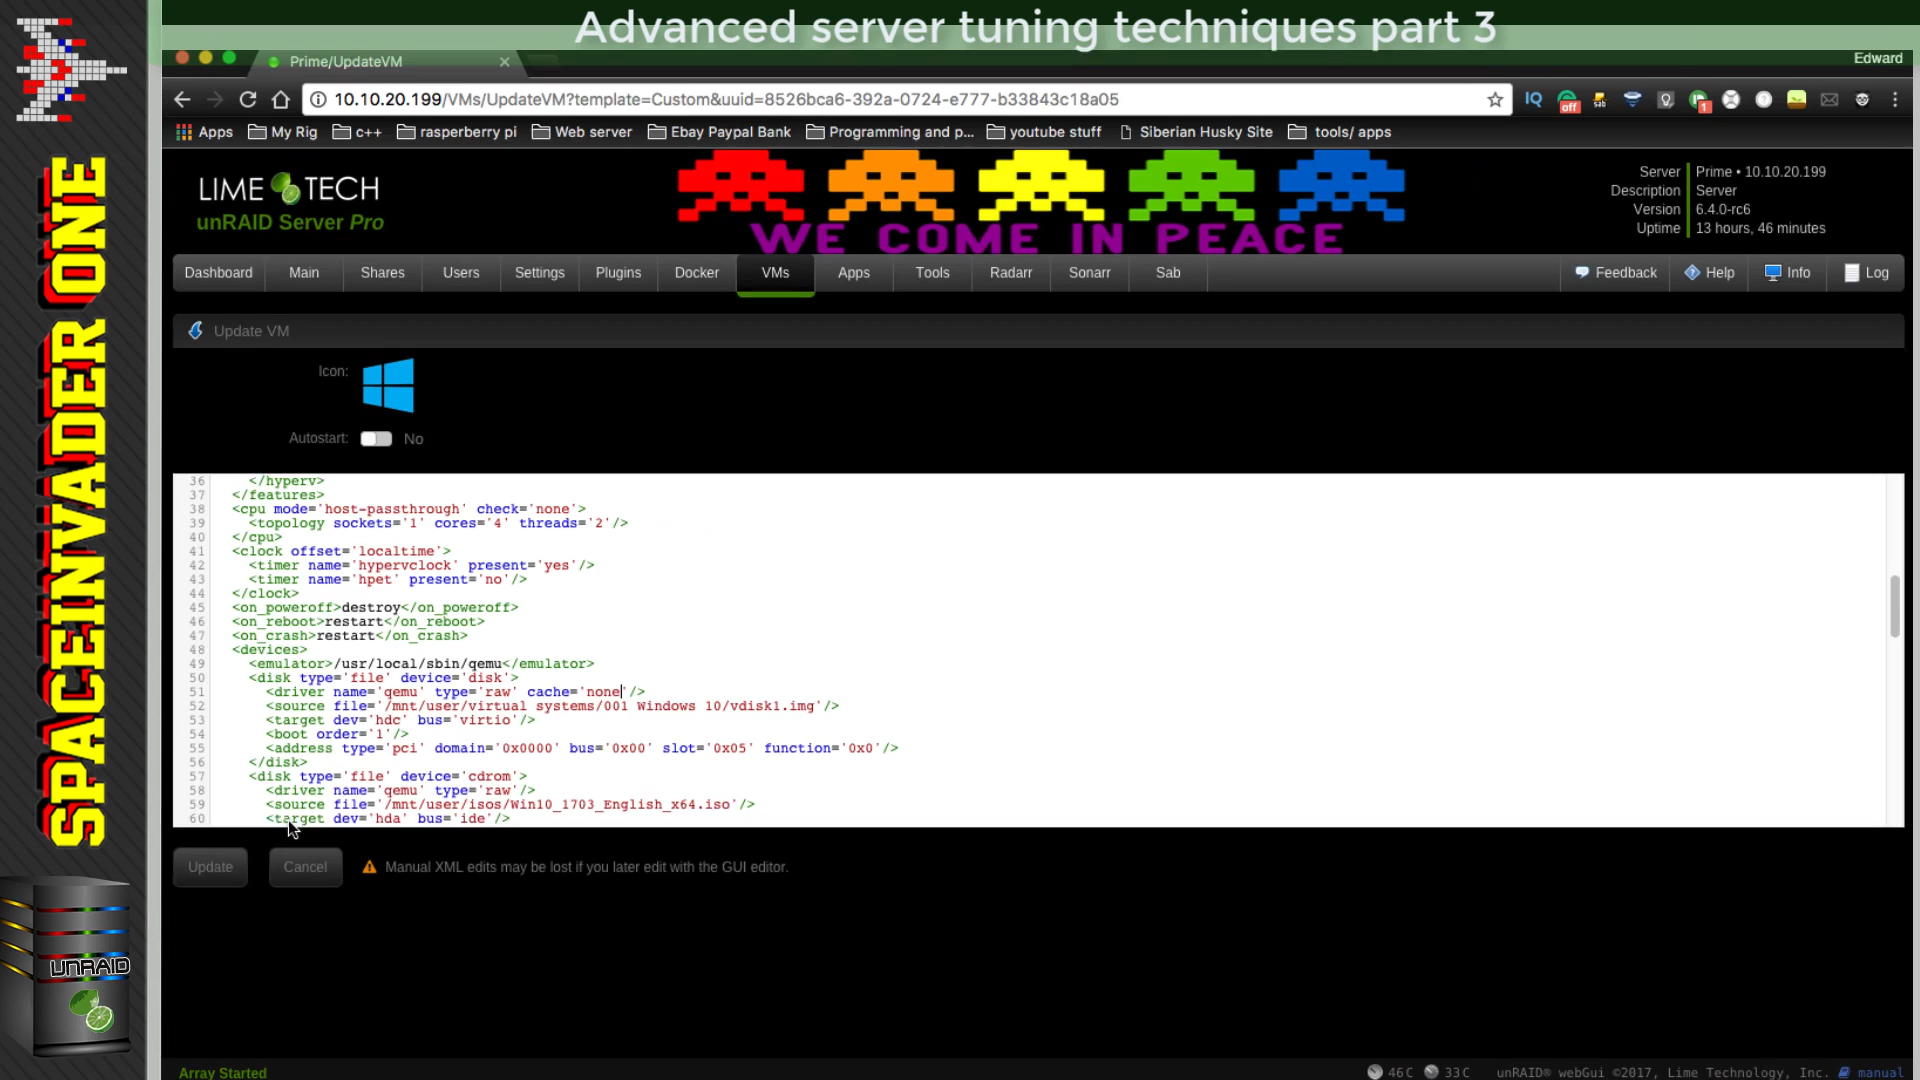 Advanced server tuning techniques part 3
SPACEINVADER ONE
UNRAID
Prime/UpdateVM
Edward
10.10.20.199/VMs/UpdateVM?template=Custom&uuid=8526bca6-392a-0724-e777-b33843c18a05
IQ off 1
Apps My Rig c++ rasperberry pi Web server Ebay Paypal Bank Programming and p... youtube stuff Siberian Husky Site tools/ apps
LIME TECH
unRAID Server Pro
WE COME IN PEACE
Server Prime • 10.10.20.199
Description Server
Version 6.4.0-rc6
Uptime 13 hours, 46 minutes
Dashboard Main Shares Users Settings Plugins Docker VMs Apps Tools Radarr Sonarr Sab Feedback Help Info Log
Update VM
Icon:
Autostart: No
36 </hyperv>
37 </features>
38 <cpu mode='host-passthrough' check='none'>
39 <topology sockets='1' cores='4' threads='2'/>
40 </cpu>
41 <clock offset='localtime'>
42 <timer name='hypervclock' present='yes'/>
43 <timer name='hpet' present='no'/>
44 </clock>
45 <on_poweroff>destroy</on_poweroff>
46 <on_reboot>restart</on_reboot>
47 <on_crash>restart</on_crash>
48 <devices>
49 <emulator>/usr/local/sbin/qemu</emulator>
50 <disk type='file' device='disk'>
51 <driver name='qemu' type='raw' cache='none'/>
52 <source file='/mnt/user/virtual systems/001 Windows 10/vdisk1.img'/>
53 <target dev='hdc' bus='virtio'/>
54 <boot order='1'/>
55 <address type='pci' domain='0x0000' bus='0x00' slot='0x05' function='0x0'/>
56 </disk>
57 <disk type='file' device='cdrom'>
58 <driver name='qemu' type='raw'/>
59 <source file='/mnt/user/isos/Win10_1703_English_x64.iso'/>
60 <target dev='hda' bus='ide'/>
Update Cancel Manual XML edits may be lost if you later edit with the GUI editor.
Array Started 46 C 33 C unRAID® webGui ©2017, Lime Technology, Inc. manual